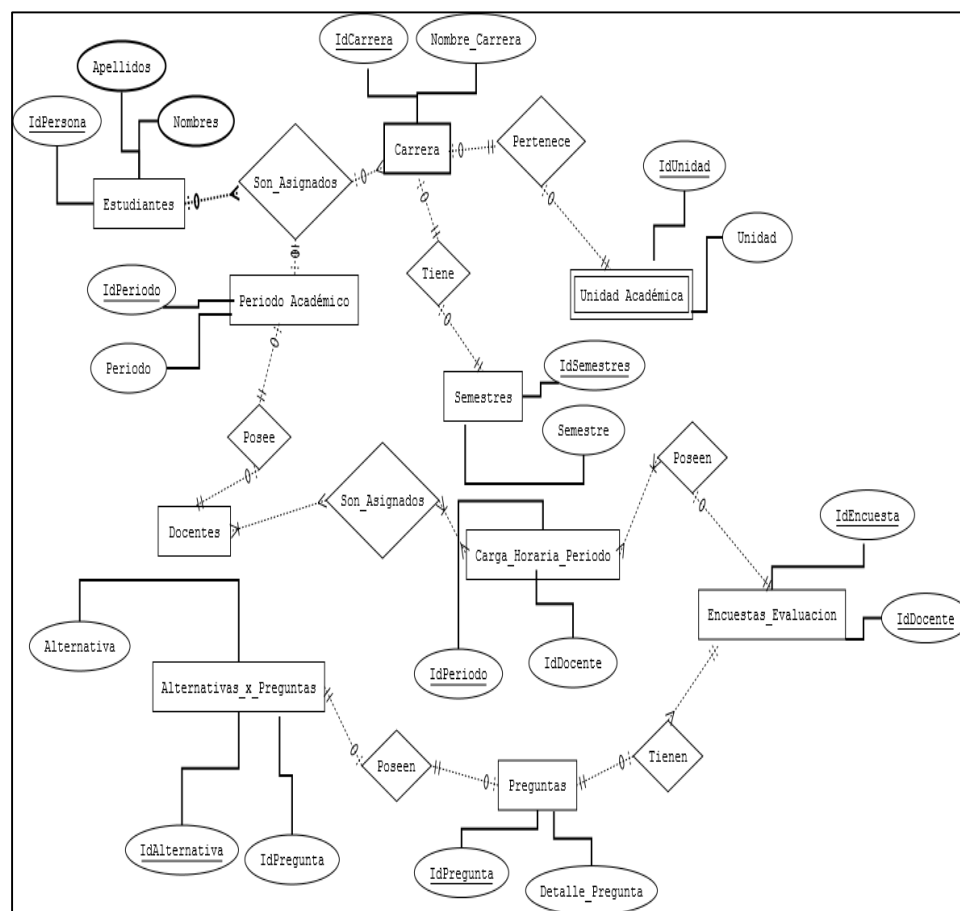 IdCarrera
Nombre_Carrera
Apellidos
IdPersona
Nombres
Carrera
Pertenece
Son_Asignados
IdUnidad
Estudiantes
Unidad
Tiene
IdPeriodo
Periodo Académico
Unidad Académica
Periodo
IdSemestres
Semestres
Semestre
Posee
Poseen
Son_Asignados
Docentes
IdEncuesta
Carga_Horaria_Periodo
Encuestas_Evaluacion
IdDocente
Alternativa
IdPeriodo
IdDocente
Alternativas_x_Preguntas
Poseen
Tienen
Preguntas
IdAlternativa
IdPregunta
IdPregunta
Detalle_Pregunta